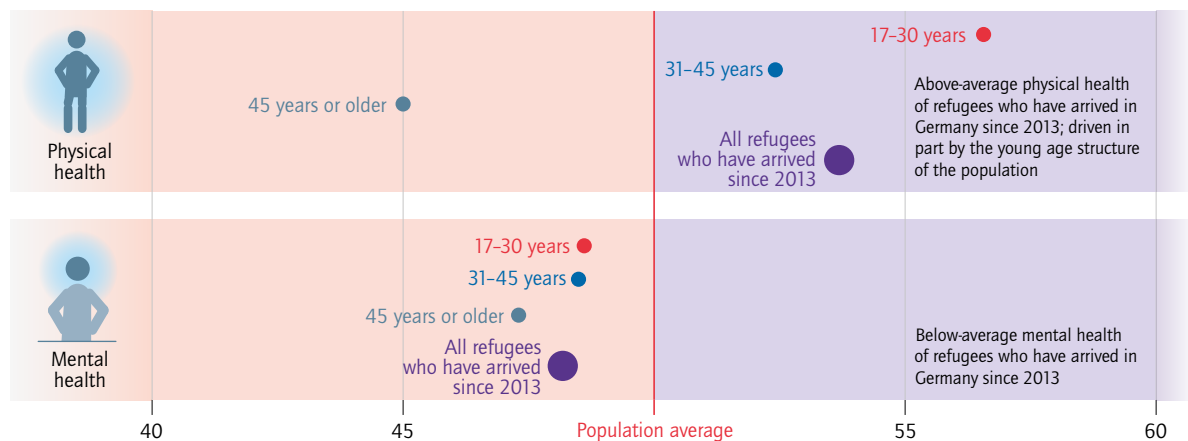 17–30 years
31–45 years
45 years or older
All refugees
who have arrived
since 2013
Above-average physical health
of refugees who have arrived in
Germany since 2013; driven in
part by the young age structure
of the population
Physical
health
17–30 years
31–45 years
45 years or older
All refugees
who have arrived
since 2013
Below-average mental health
of refugees who have arrived in
Germany since 2013
Mental
health
40
45
Population average
55
60